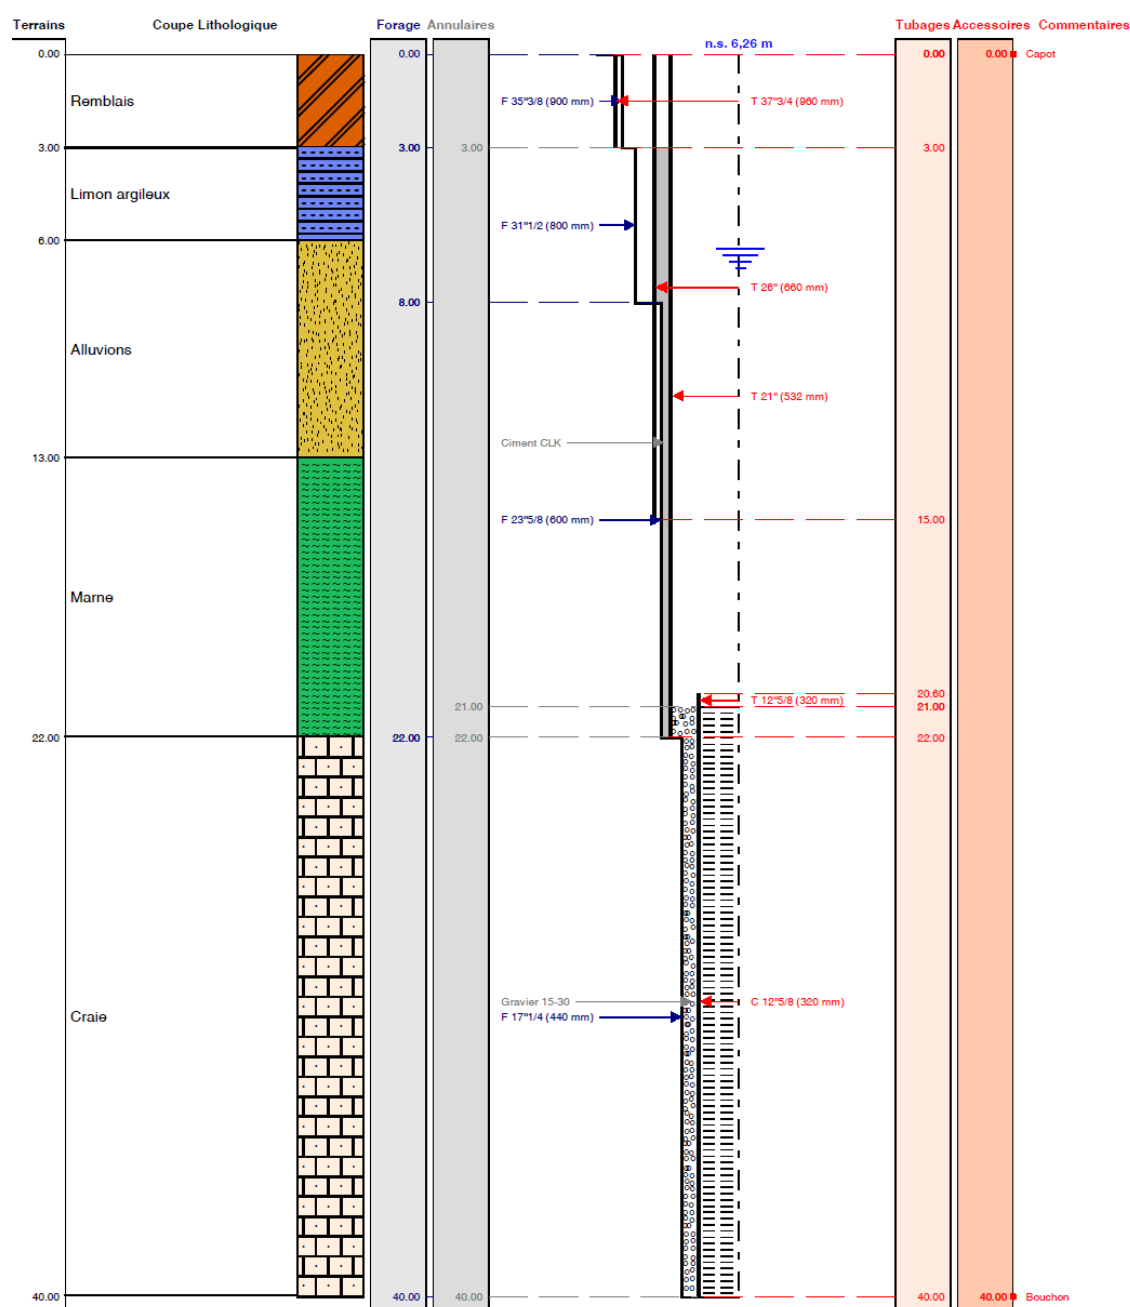 Terrains Coupe Lithologique Forage Annulaires Tubages Accessoires Commentaires
n.s. 6,26 m
0.00 0.00 0.00 0.00 Capot
Remblais F 35"3/8 (900 mm) T 37"3/4 (960 mm)
3.00 3.00 3.00 3.00
Limon argileux
F 31"1/2 (800 mm)
6.00
T 26" (660 mm)
8.00
Alluvions
T 21" (532 mm)
Ciment CLK
13.00
F 23"5/8 (600 mm) 15.00
Marne
20.60
T 12"5/8 (320 mm)
21.00 21.00
22.00 22.00 22.00 22.00
Gravier 15-30 C 12"5/8 (320 mm)
Craie F 17"1/4 (440 mm)
40.00 40.00 40.00 40.00 40.00 Bouchon